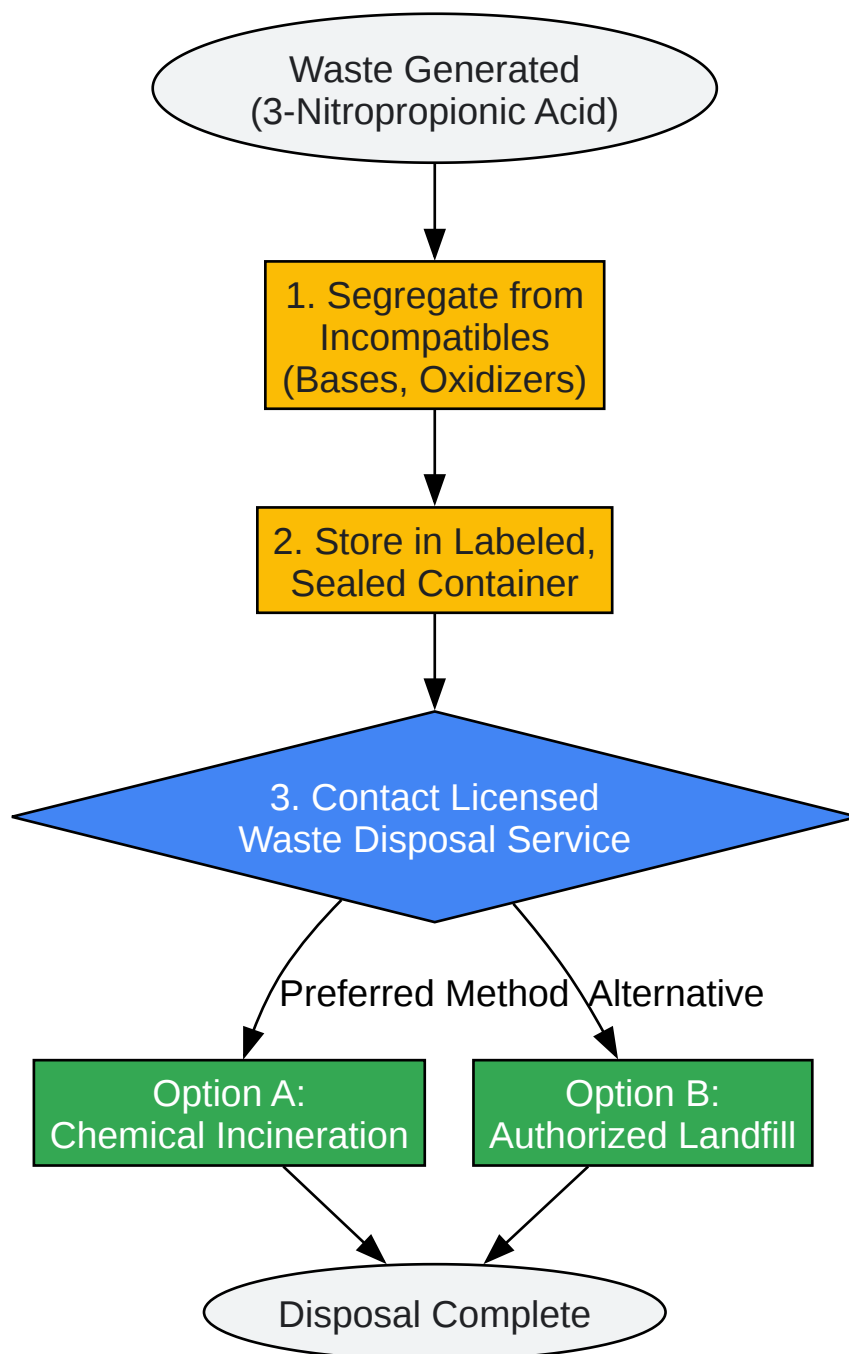 Waste Generated
(3-Nitropropionic Acid)
1. Segregate from
Incompatibles
(Bases, Oxidizers)
2. Store in Labeled,
Sealed Container
3. Contact Licensed
Waste Disposal Service
Preferred Method
Alternative
Option A:
Chemical Incineration
Option B:
Authorized Landfill
Disposal Complete